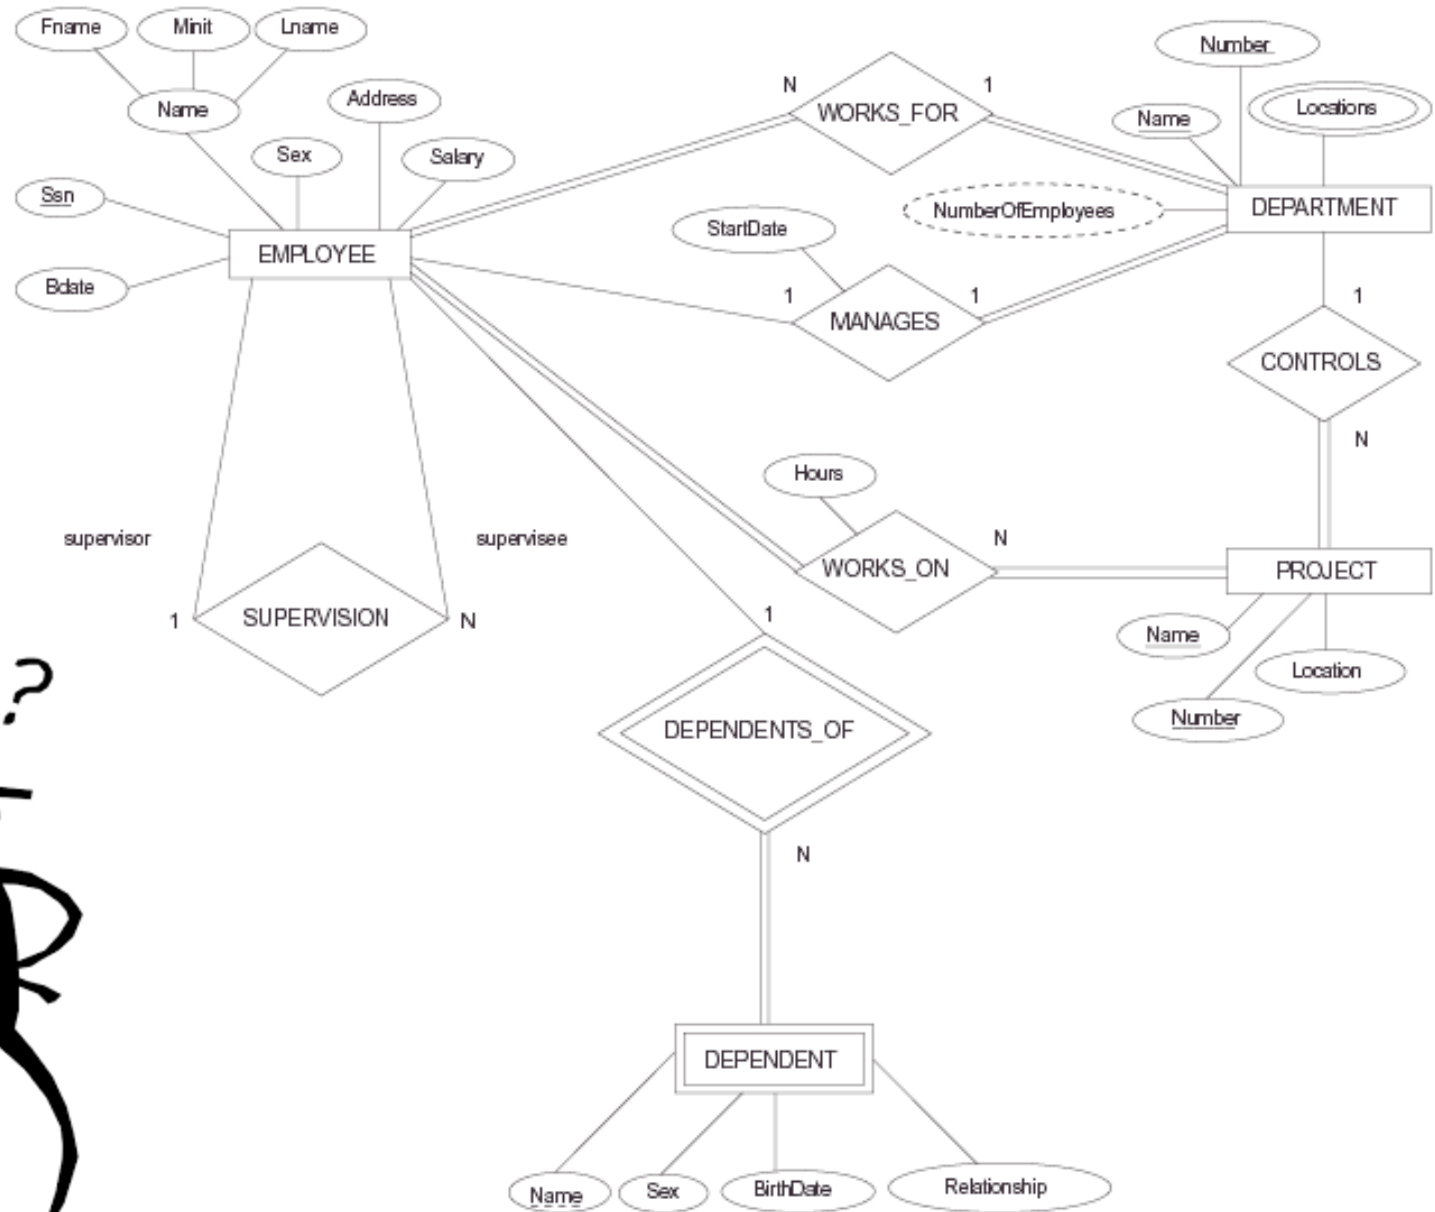 Fname
Minit
Lname
Name
Address
Sex
Salary
Ssn
Bdate
EMPLOYEE
N
WORKS_FOR
1
Number
Name
Locations
NumberOfEmployees
DEPARTMENT
StartDate
1
MANAGES
1
1
CONTROLS
N
supervisor
supervisee
1
SUPERVISION
N
Hours
WORKS_ON
N
PROJECT
Name
Location
Number
1
DEPENDENTS_OF
N
DEPENDENT
Name
Sex
BirthDate
Relationship
?